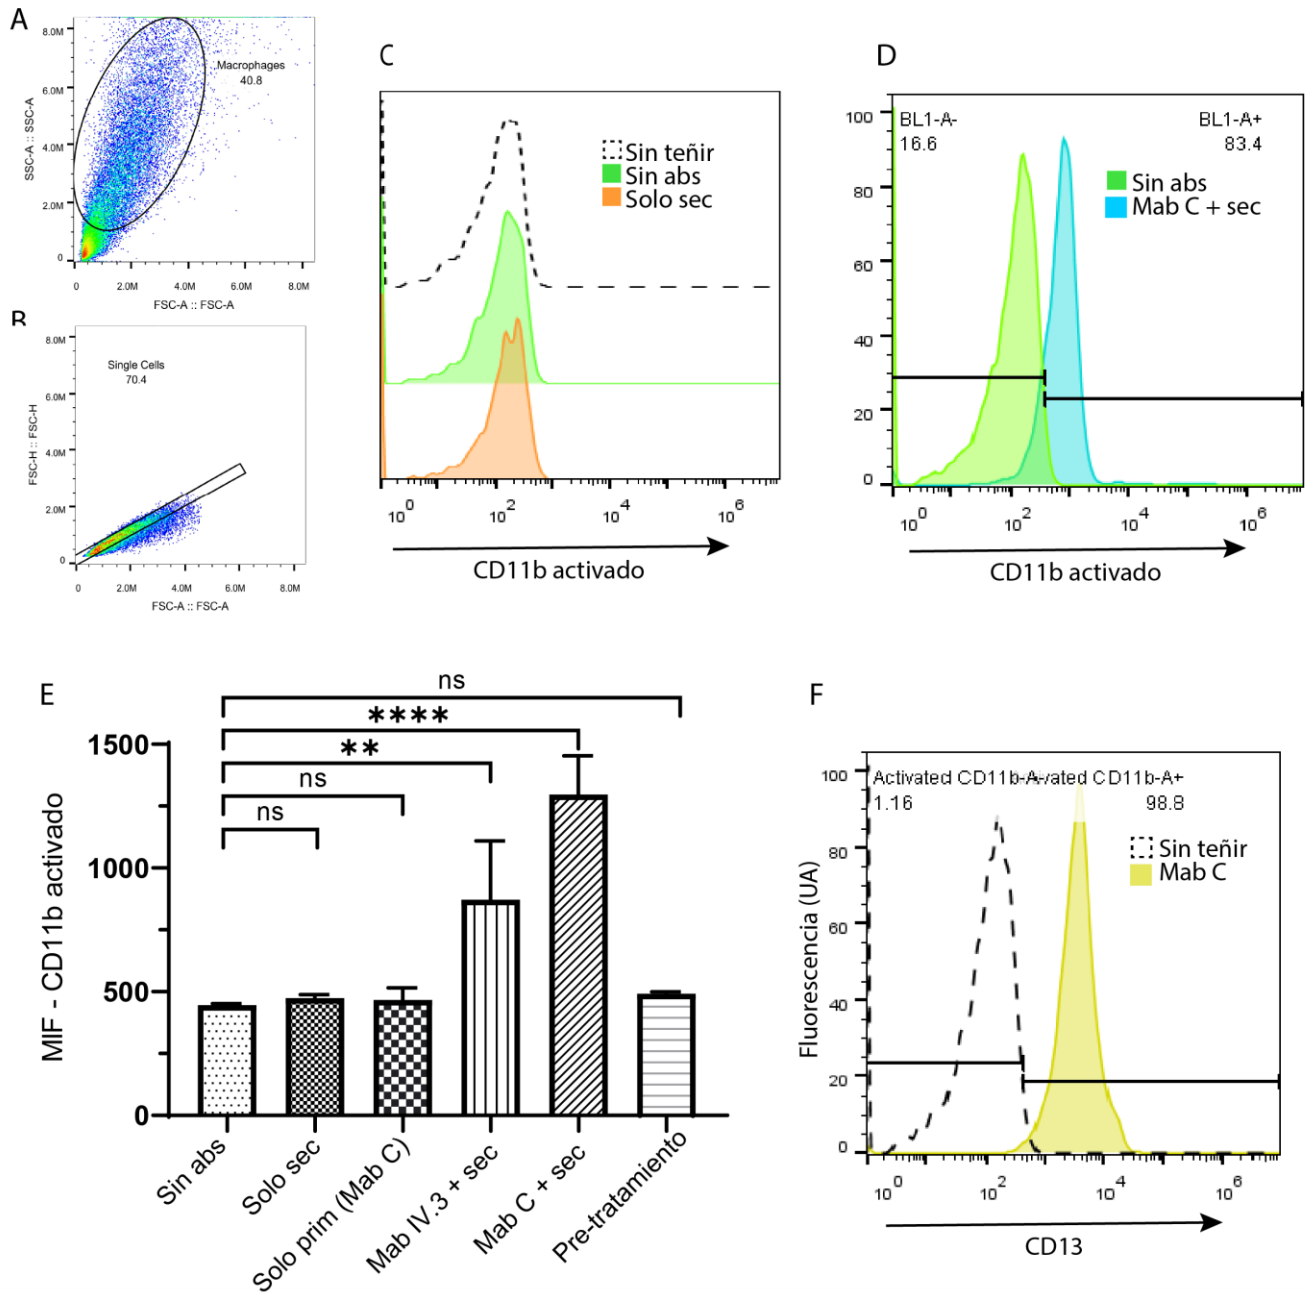 A
8.0M
6.0M
4.0M
2.0M
0
SSC-A :: SSC-A
Macrophages
40.8
0
2.0M
4.0M
6.0M
8.0M
FSC-A :: FSC-A
B
8.0M
6.0M
4.0M
2.0M
0
FSC-H :: FSC-H
Single Cells
70.4
0
2.0M
4.0M
6.0M
8.0M
FSC-A :: FSC-A
C
Sin teñir
Sin abs
Solo sec
10^0
10^2
10^4
10^6
CD11b activado
D
100
80
60
40
20
0
BL1-A-
16.6
BL1-A+
83.4
Sin abs
Mab C + sec
10^0
10^2
10^4
10^6
CD11b activado
E
ns
****
**
ns
ns
1500
1000
500
0
MIF - CD11b activado
Sin abs
Solo sec
Solo prim (Mab C)
Mab IV.3 + sec
Mab C + sec
Pre-tratamiento
F
100
80
60
40
20
0
Fluorescencia (UA)
Activated CD11b-A-vated CD11b-A+
1.16
98.8
Sin teñir
Mab C
10^0
10^2
10^4
10^6
CD13